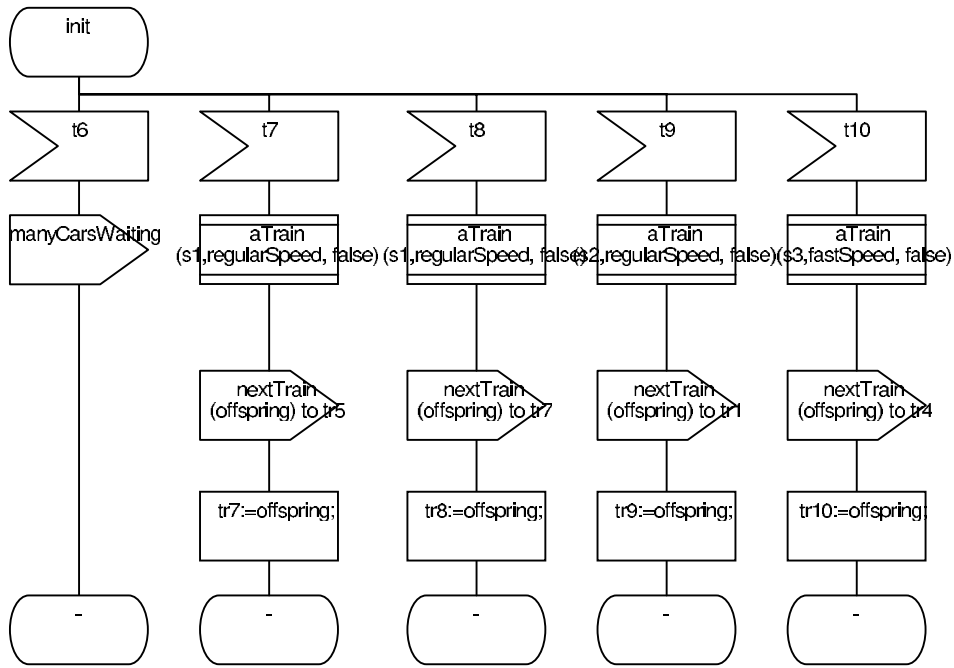 init
t6
t7
t8
t9
t10
manyCarsWaiting
aTrain
(s1,regularSpeed, false)
aTrain
(s1,regularSpeed, false)
aTrain
(s2,regularSpeed, false)
aTrain
(s3,fastSpeed, false)
nextTrain
(offspring) to tr5
nextTrain
(offspring) to tr7
nextTrain
(offspring) to tr1
nextTrain
(offspring) to tr4
tr7:=offspring;
tr8:=offspring;
tr9:=offspring;
tr10:=offspring;
-
-
-
-
-